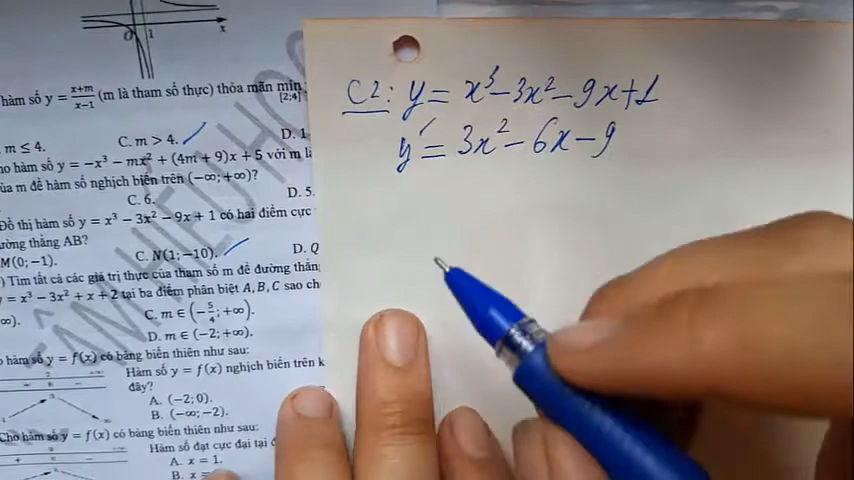 O 1 x
hàm số y = x+m/x−1 (m là tham số thực) thỏa mãn min
[2;4]
m ≤ 4. C. m > 4. D. 1
ho hàm số y = −x³ − mx² + (4m + 9)x + 5 với m là
ủa m để hàm số nghịch biến trên (−∞; +∞)?
C. 6. D. 5.
Đồ thị hàm số y = x³ − 3x² − 9x + 1 có hai điểm cực
ường thẳng AB?
M(0; −1). C. N(1; −10). D. Q
) Tìm tất cả các giá trị thực của tham số m để đường thẳng
y = x³ − 3x² + x + 2 tại ba điểm phân biệt A, B, C sao ch
∞). C. m ∈ (−5/4; +∞).
D. m ∈ (−2; +∞).
o hàm số y = f(x) có bảng biến thiên như sau:
Hàm số y = f(x) nghịch biến trên k
đây?
A. (−2; 0).
B. (−∞; −2).
Cho hàm số y = f(x) có bảng biến thiên như sau:
Hàm số đạt cực đại tại
A. x = 1.
B. x
C2: y = x³ − 3x² − 9x + 1
y′ = 3x² − 6x − 9